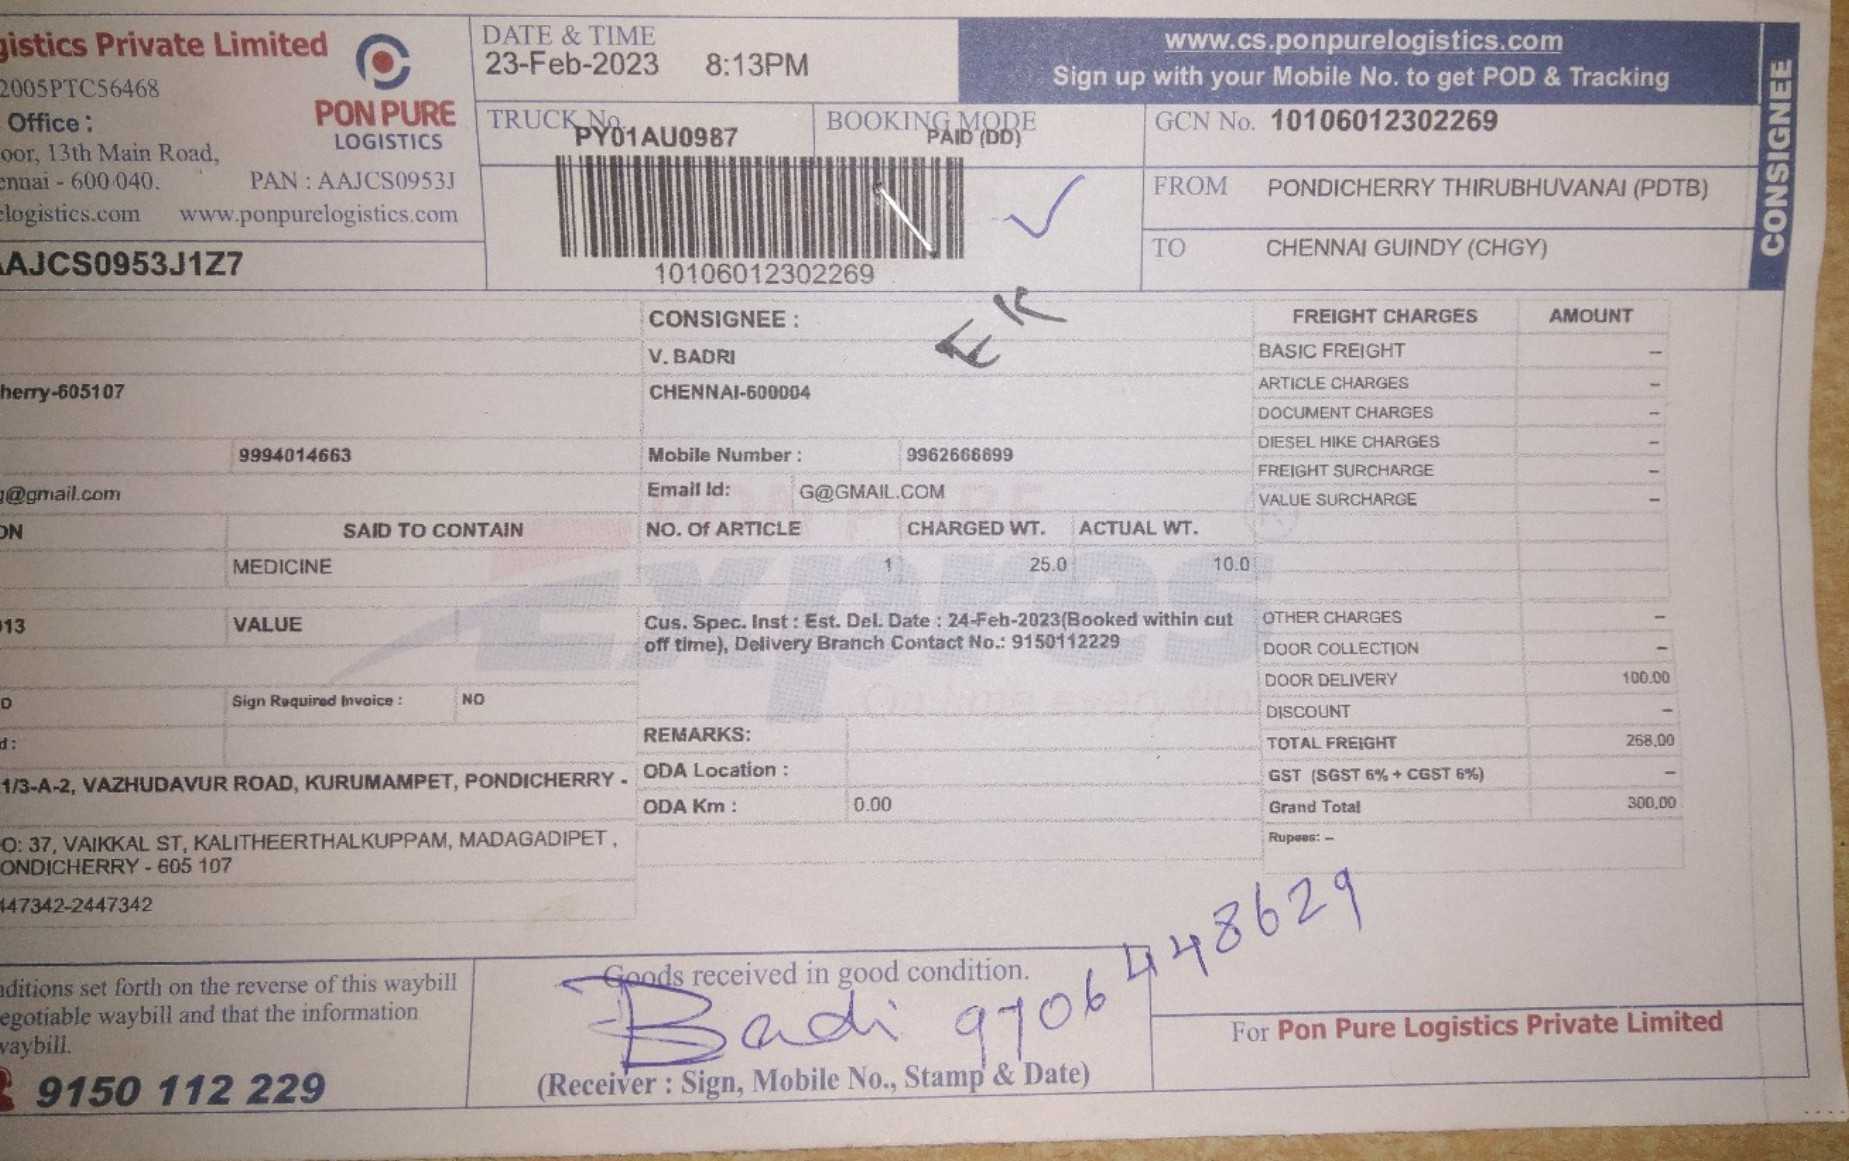 gistics Private Limited
2005PTC56468
Office :
oor, 13th Main Road,
ennai - 600 040.
PAN : AAJCS0953J
elogistics.com www.ponpurelogistics.com
AAJCS0953J1Z7
PON PURE
LOGISTICS
DATE & TIME
23-Feb-2023 8:13PM
TRUCK No.
PY01AU0987
BOOKING MODE
PAID (DD)
10106012302269
www.cs.ponpurelogistics.com
Sign up with your Mobile No. to get POD & Tracking
GCN No. 10106012302269
FROM PONDICHERRY THIRUBHUVANAI (PDTB)
TO CHENNAI GUINDY (CHGY)
CONSIGNEE
herry-605107
9994014663
g@gmail.com
CONSIGNEE :
V. BADRI
CHENNAI-600004
Mobile Number : 9962666699
Email Id: G@GMAIL.COM
ON SAID TO CONTAIN NO. Of ARTICLE CHARGED WT. ACTUAL WT.
MEDICINE 1 25.0 10.0
013 VALUE
Cus. Spec. Inst : Est. Del. Date : 24-Feb-2023(Booked within cut
off time), Delivery Branch Contact No.: 9150112229
Sign Required Invoice : NO
d :
1/3-A-2, VAZHUDAVUR ROAD, KURUMAMPET, PONDICHERRY -
O: 37, VAIKKAL ST, KALITHEERTHALKUPPAM, MADAGADIPET ,
ONDICHERRY - 605 107
447342-2447342
REMARKS:
ODA Location :
ODA Km : 0.00
FREIGHT CHARGES AMOUNT
BASIC FREIGHT –
ARTICLE CHARGES –
DOCUMENT CHARGES –
DIESEL HIKE CHARGES –
FREIGHT SURCHARGE –
VALUE SURCHARGE –
OTHER CHARGES –
DOOR COLLECTION –
DOOR DELIVERY 100.00
DISCOUNT –
TOTAL FREIGHT 268.00
GST (SGST 6% + CGST 6%) –
Grand Total 300.00
Rupees: –
Expres
nditions set forth on the reverse of this waybill
egotiable waybill and that the information
waybill.
9150 112 229
Goods received in good condition.
Badi 9706448629
(Receiver : Sign, Mobile No., Stamp & Date)
For Pon Pure Logistics Private Limited